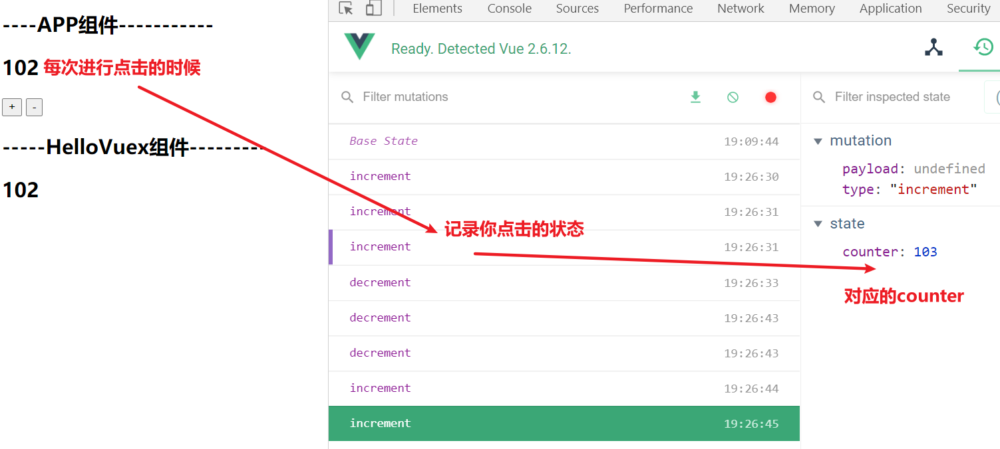 ----APP组件-----------
102 每次进行点击的时候
+ -
-----HelloVuex组件---------
102
Elements Console Sources Performance Network Memory Application Security
Ready. Detected Vue 2.6.12.
Filter mutations
Base State 19:09:44
increment 19:26:30
increment 19:26:31
记录你点击的状态
increment 19:26:31
decrement 19:26:33
decrement 19:26:43
decrement 19:26:43
increment 19:26:44
increment 19:26:45
Filter inspected state
mutation
payload: undefined
type: "increment"
state
counter: 103
对应的counter